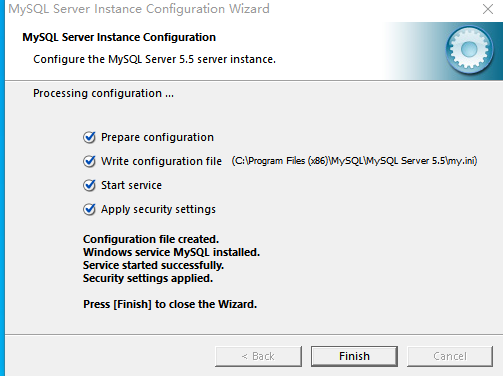 MySQL Server Instance Configuration Wizard
MySQL Server Instance Configuration
Configure the MySQL Server 5.5 server instance.
Processing configuration ...
Prepare configuration
Write configuration file (C:\Program Files (x86)\MySQL\MySQL Server 5.5\my.ini)
Start service
Apply security settings
Configuration file created.
Windows service MySQL installed.
Service started successfully.
Security settings applied.
Press [Finish] to close the Wizard.
< Back Finish Cancel